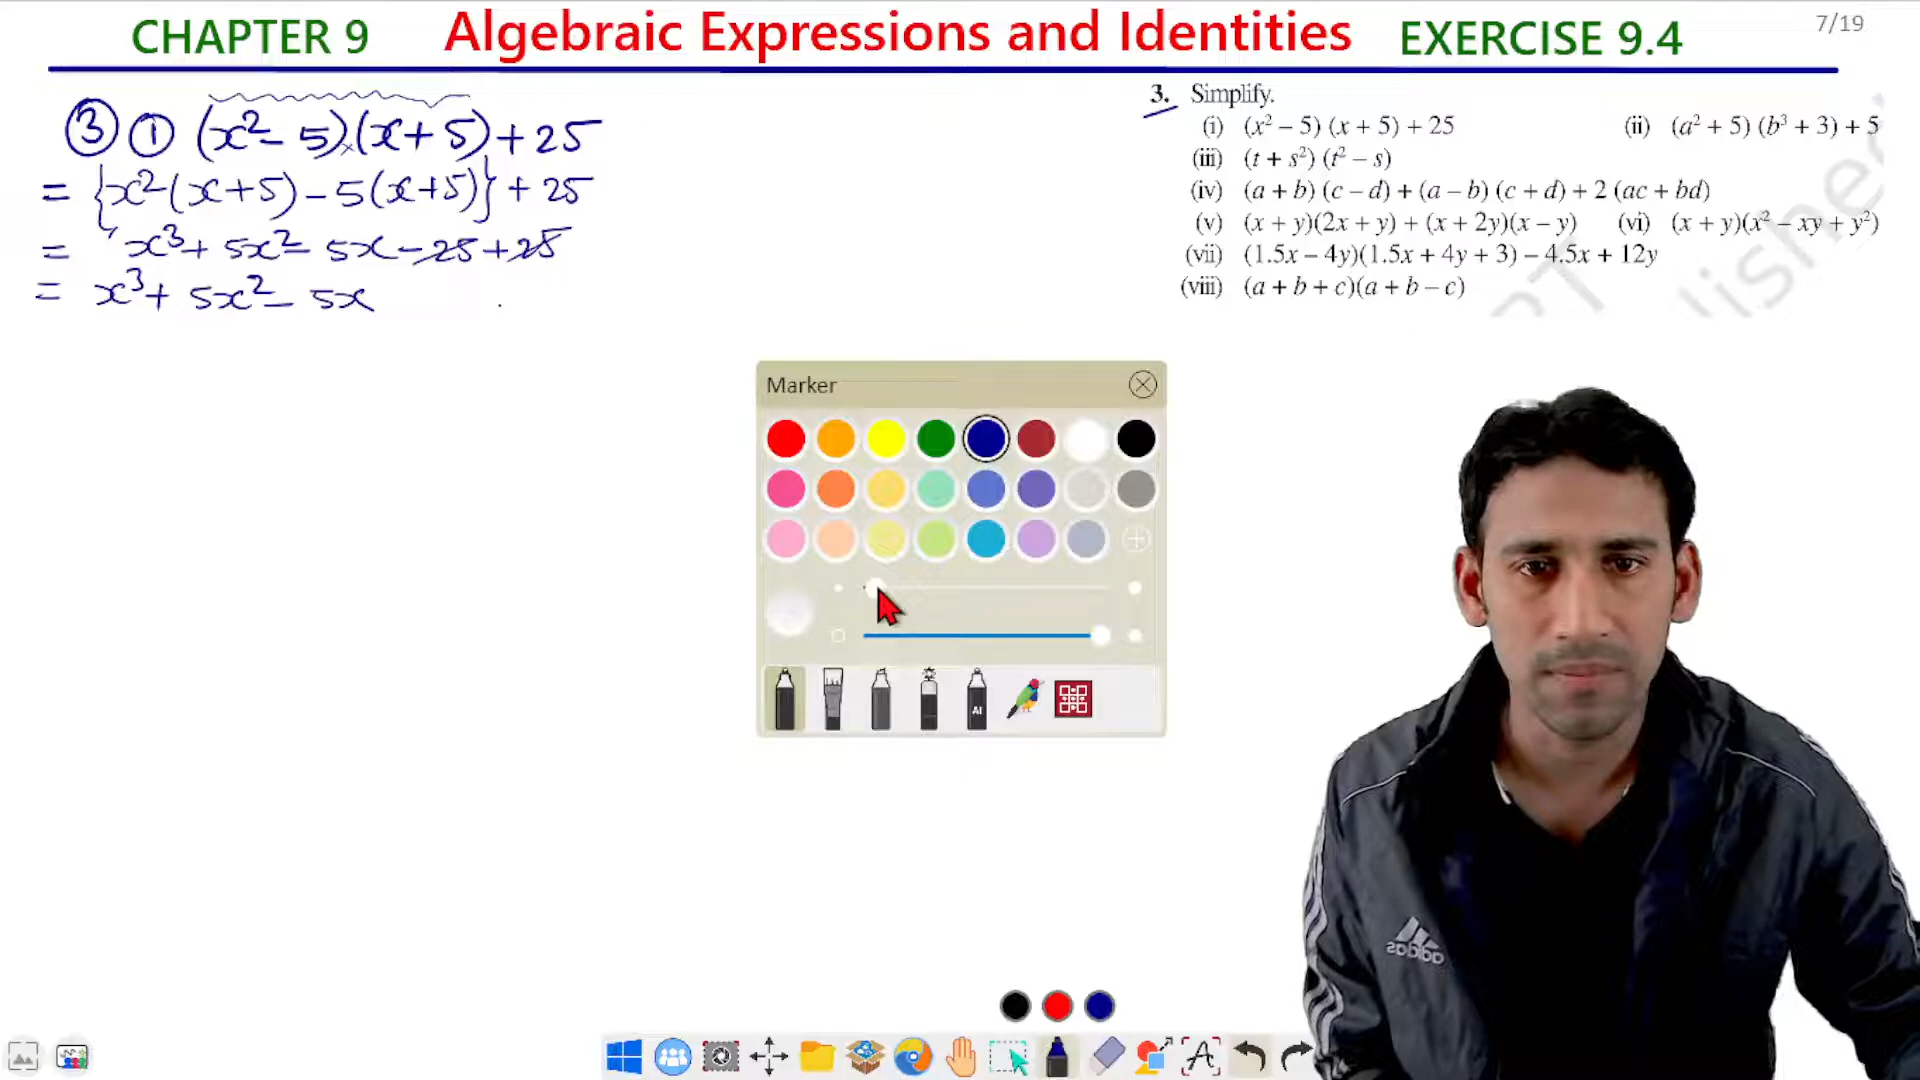 CHAPTER 9 Algebraic Expressions and Identities EXERCISE 9.4 7/19
③ ① (x² - 5)(x + 5) + 25
= {x²(x+5) - 5(x+5)} + 25
= x³ + 5x² - 5x - 25 + 25
= x³ + 5x² - 5x
3. Simplify.
(i) (x² – 5) (x + 5) + 25 (ii) (a² + 5) (b³ + 3) + 5
(iii) (t + s²) (t² – s)
(iv) (a + b) (c – d) + (a – b) (c + d) + 2 (ac + bd)
(v) (x + y)(2x + y) + (x + 2y)(x – y) (vi) (x + y)(x² – xy + y²)
(vii) (1.5x – 4y)(1.5x + 4y + 3) – 4.5x + 12y
(viii) (a + b + c)(a + b – c)
Marker
AI
adidas